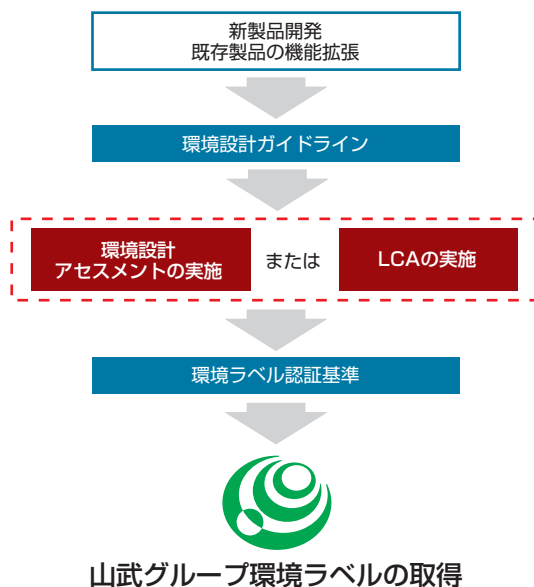 新製品開発
既存製品の機能拡張
環境設計ガイドライン
環境設計
アセスメントの実施
または
LCAの実施
環境ラベル認証基準
山武グループ環境ラベルの取得